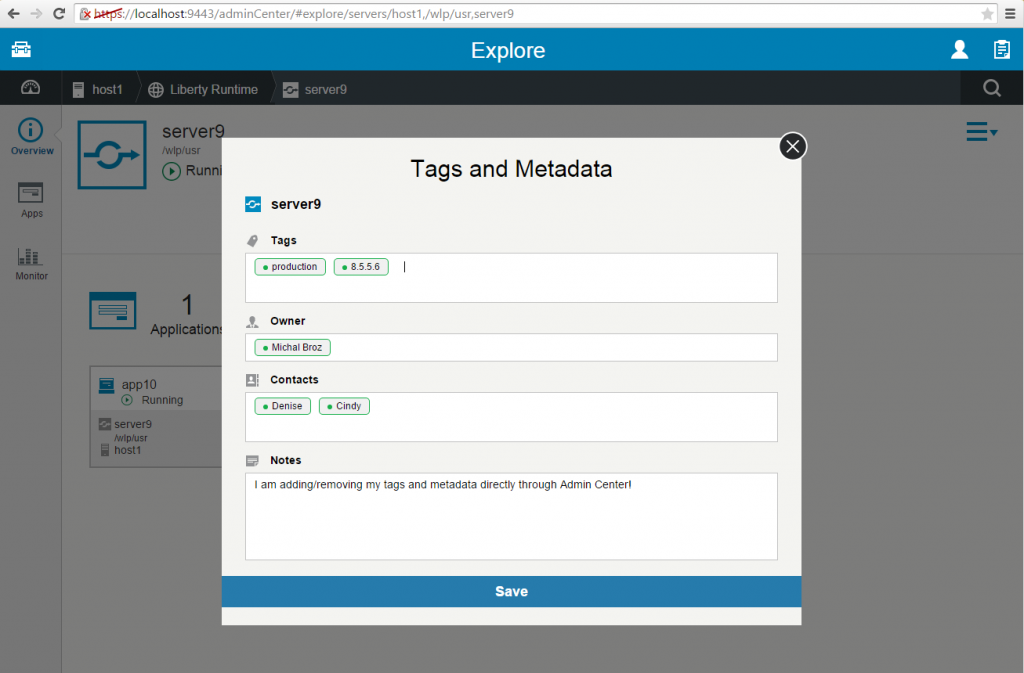 https://localhost:9443/adminCenter/#explore/servers/host1,/wlp/usr,server9
Explore
host1
Liberty Runtime
server9
Overview
Apps
Monitor
server9
/wlp/usr
Runni
1
Applications
app10
Running
server9
/wlp/usr
host1
Tags and Metadata
server9
Tags
production 8.5.5.6
Owner
Michal Broz
Contacts
Denise Cindy
Notes
I am adding/removing my tags and metadata directly through Admin Center!
Save